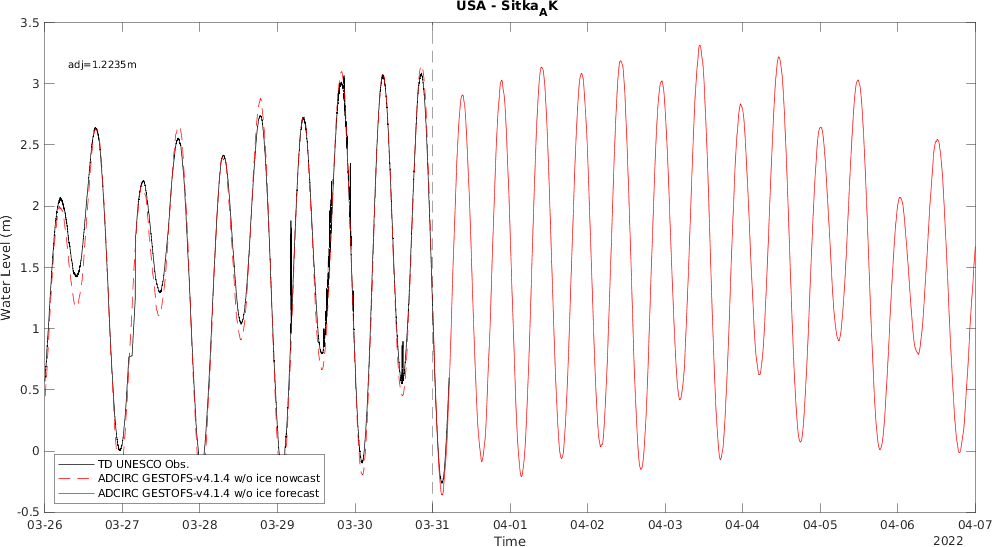 USA - Sitka_AK
adj=1.2235m
Water Level (m)
3.5
3
2.5
2
1.5
1
0.5
0
-0.5
TD UNESCO Obs.
ADCIRC GESTOFS-v4.1.4 w/o ice nowcast
ADCIRC GESTOFS-v4.1.4 w/o ice forecast
03-26 03-27 03-28 03-29 03-30 03-31 04-01 04-02 04-03 04-04 04-05 04-06 04-07
Time
2022